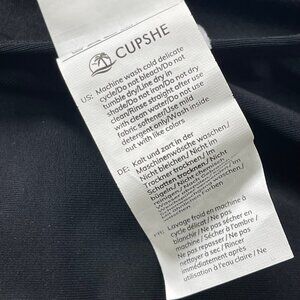 CUPSHE
US: Machine wash cold delicate
cycle/Do not bleach/Do not
tumble dry/Line dry in
shade/Do not iron/Do not dry
clean/Rinse straight after use
with clean water/Do not use
fabric softener/Use mild
detergent only/Wash inside
out with like colors
DE: Kalt und zart in der
Maschinenwäsche waschen/
Nicht bleichen/ Nicht im
Trockner trocknen/ Im
Schatten trocknen/ Nicht
bügeln/ Nicht chemisch
Farben
FR: Lavage froid en machine à
cycle délicat / Ne pas
blanchir / Ne pas sécher en
machine / Sécher à l'ombre /
Ne pas repasser / Ne pas
nettoyer à sec / Rincer
immédiatement après
utilisation à l'eau claire / Ne